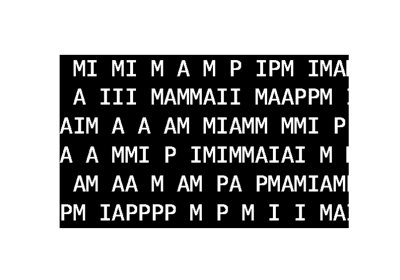 MI MI M A M P IPM IMA
A III MAMMAII MAAPPM
AIM A A AM MIAMM MMI P
A A MMI P IMIMMAIAI M
AM AA M AM PA PMAMIAM
PM IAPPPP M P M I I MA